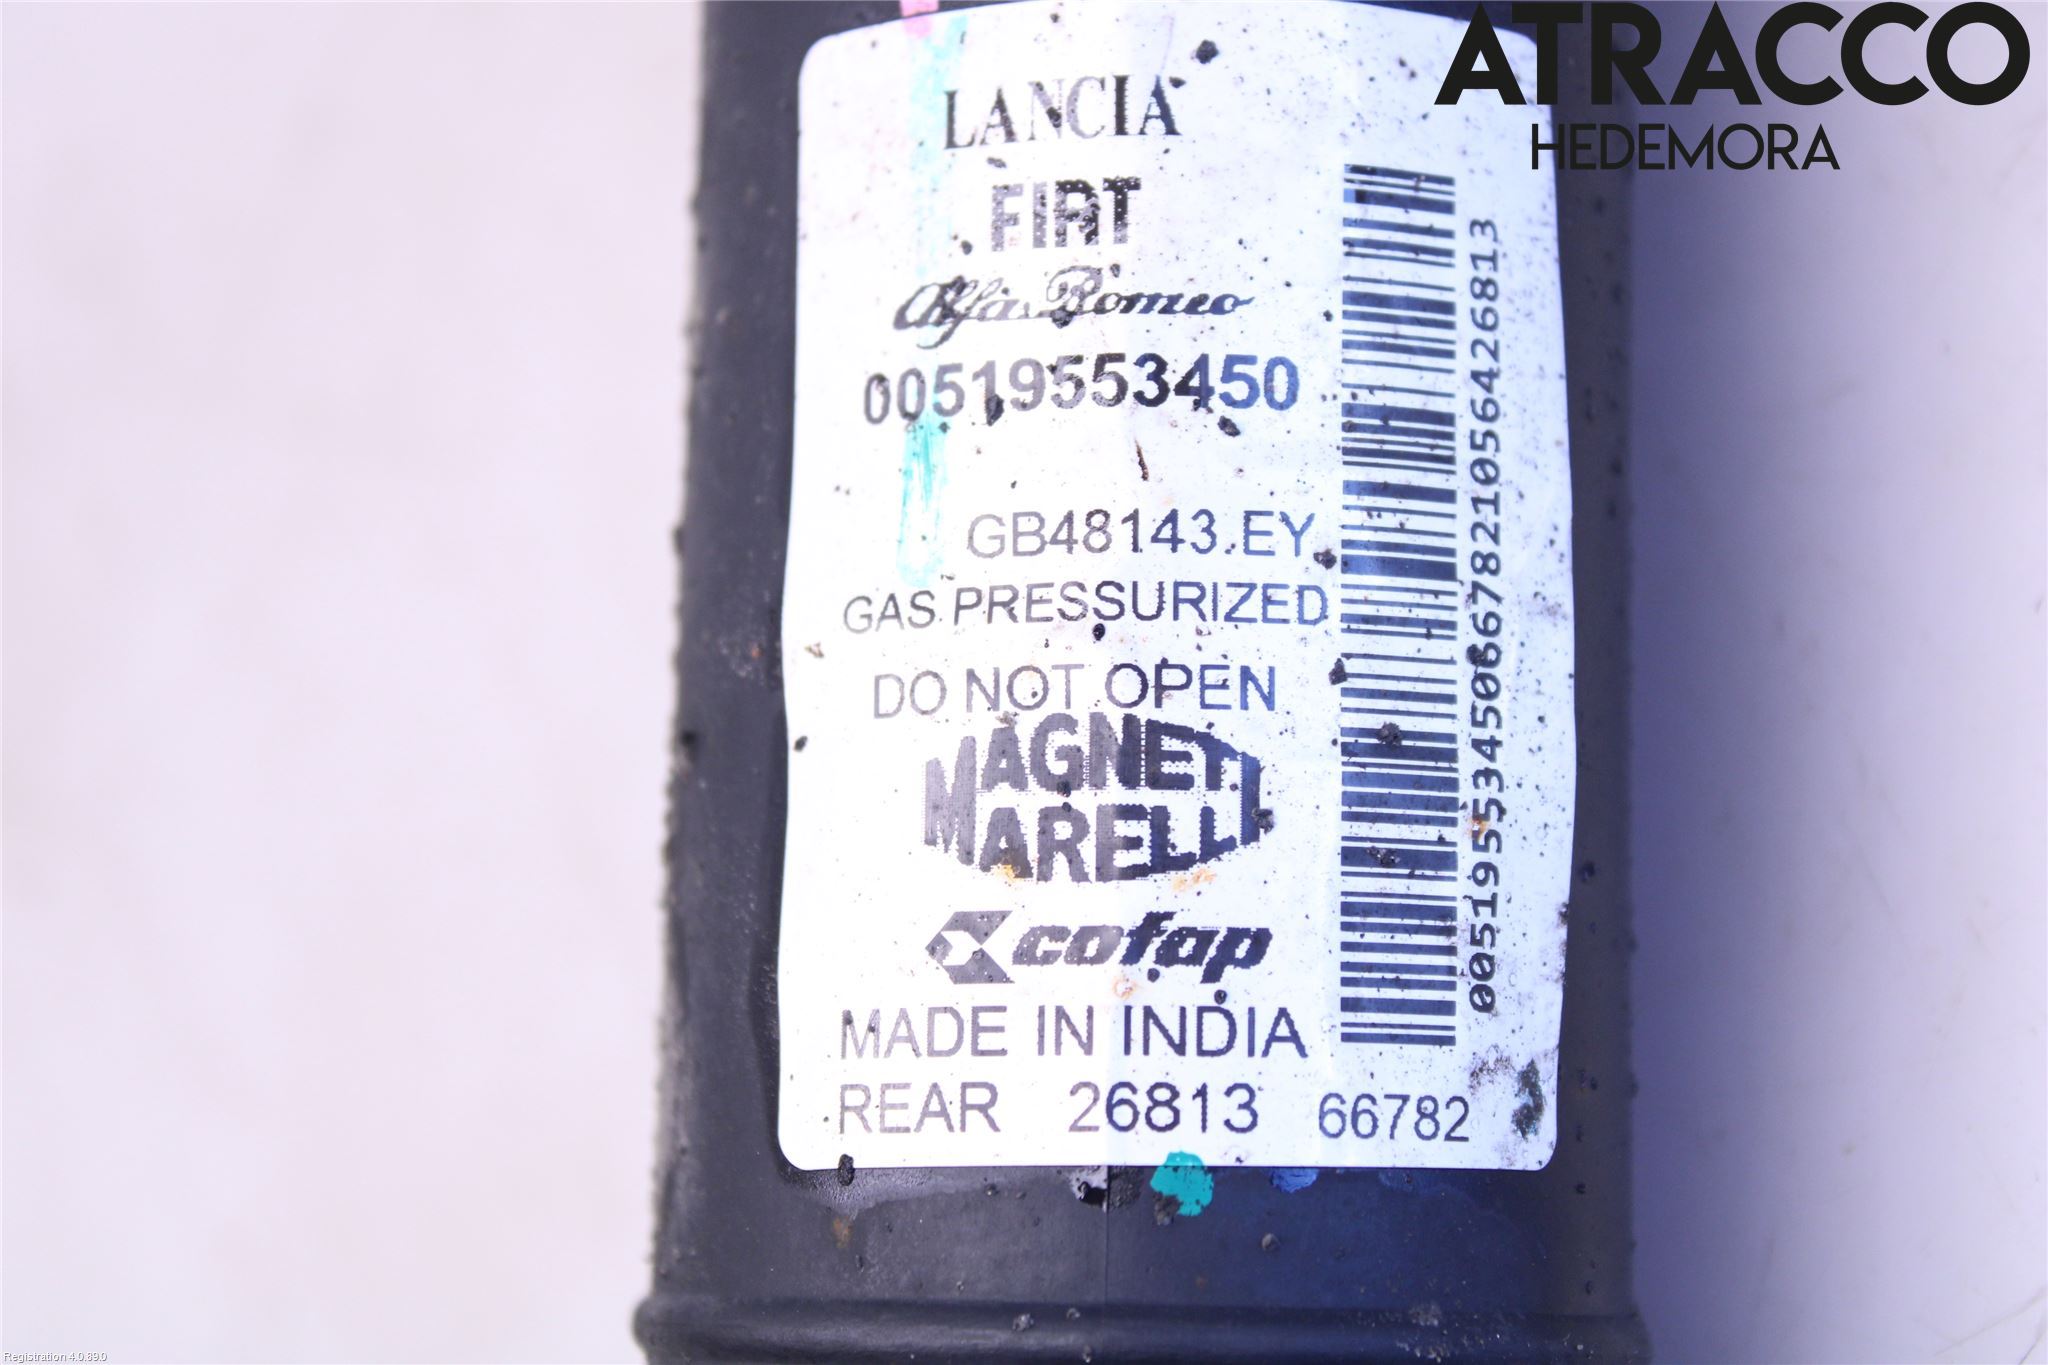 ATRACCO
HEDEMORA
LANCIA
FIAT
Alfa Romeo
00519553450
GB48143.EY
GAS PRESSURIZED
DO NOT OPEN
MAGNETI
MARELLI
cofap
MADE IN INDIA
REAR 26813 66782
00519553450667821056426813
Registration 4.0.89.0